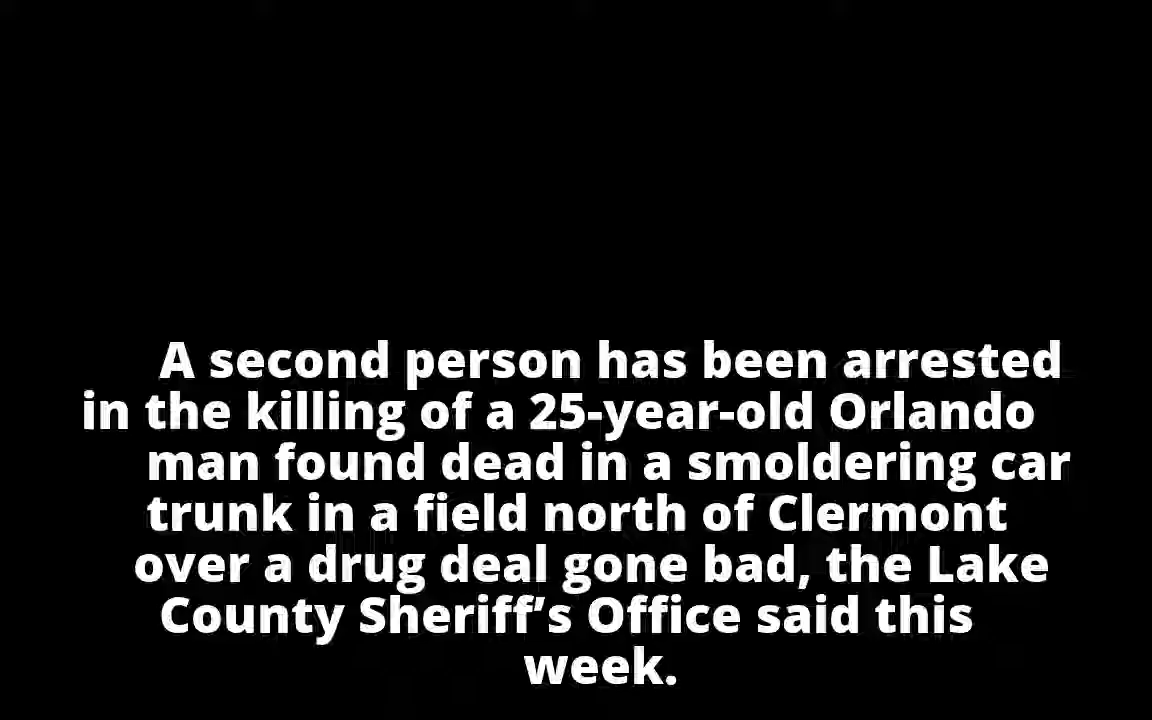 A second person has been arrested
in the killing of a 25-year-old Orlando
man found dead in a smoldering car
trunk in a field north of Clermont
over a drug deal gone bad, the Lake
County Sheriff’s Office said this
week.